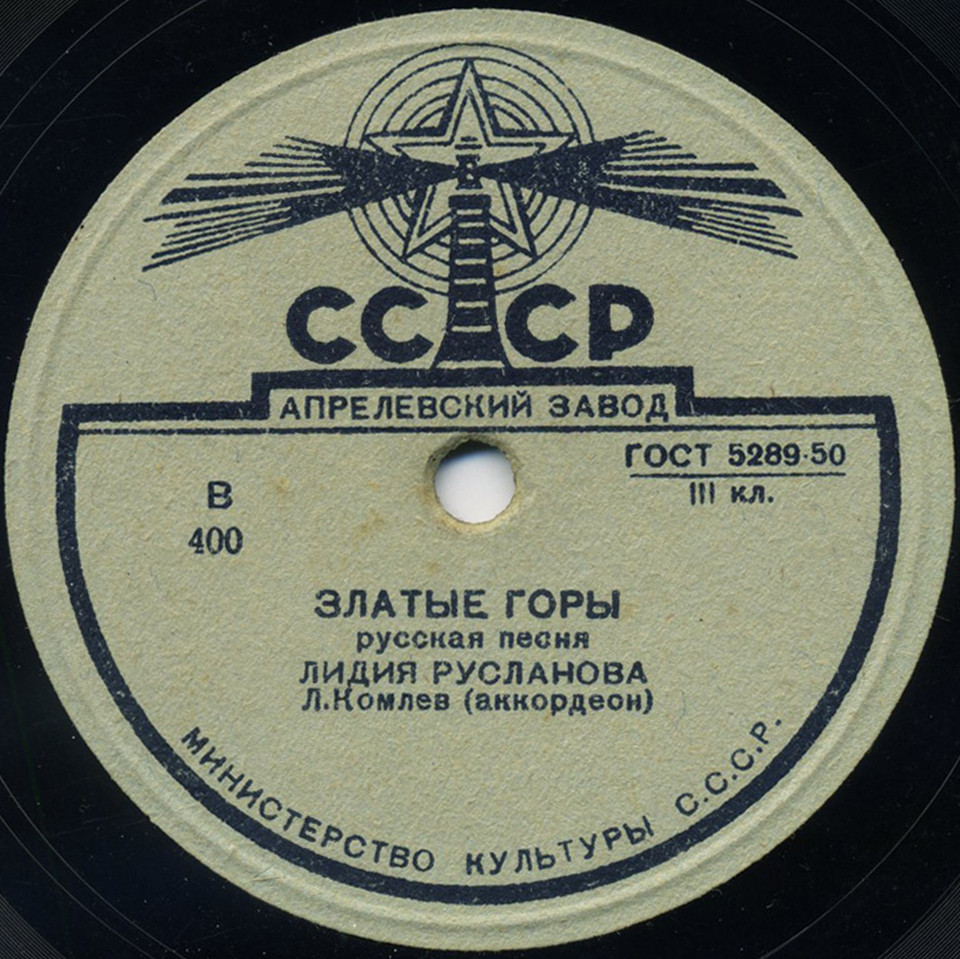 СССР
АПРЕЛЕВСКИЙ ЗАВОД
ГОСТ 5289-50
III кл.
В
400
ЗЛАТЫЕ ГОРЫ
русская песня
ЛИДИЯ РУСЛАНОВА
Л.Комлев (аккордеон)
МИНИСТЕРСТВО КУЛЬТУРЫ С.С.С.Р.